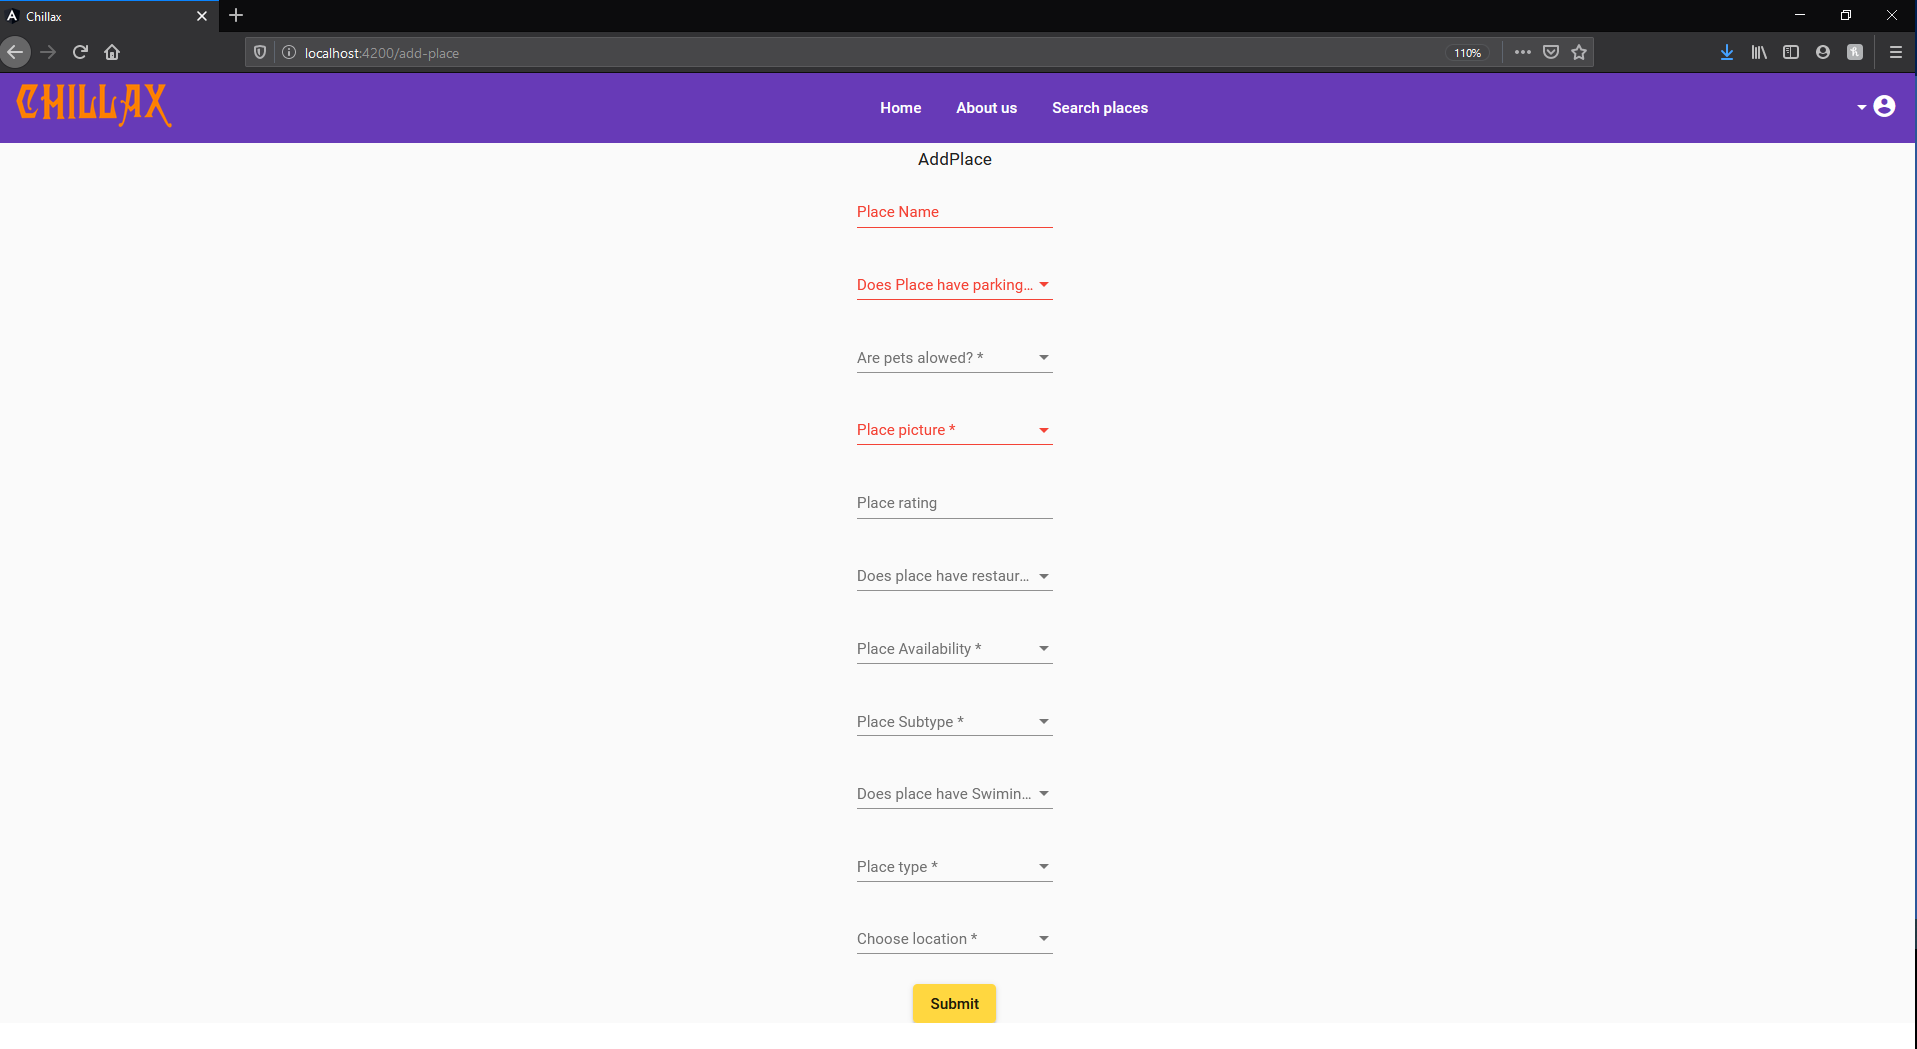 Chillax
localhost:4200/add-place
110%
CHILLAX
Home About us Search places
AddPlace
Place Name
Does Place have parking...
Are pets alowed? *
Place picture *
Place rating
Does place have restaur...
Place Availability *
Place Subtype *
Does place have Swimin...
Place type *
Choose location *
Submit